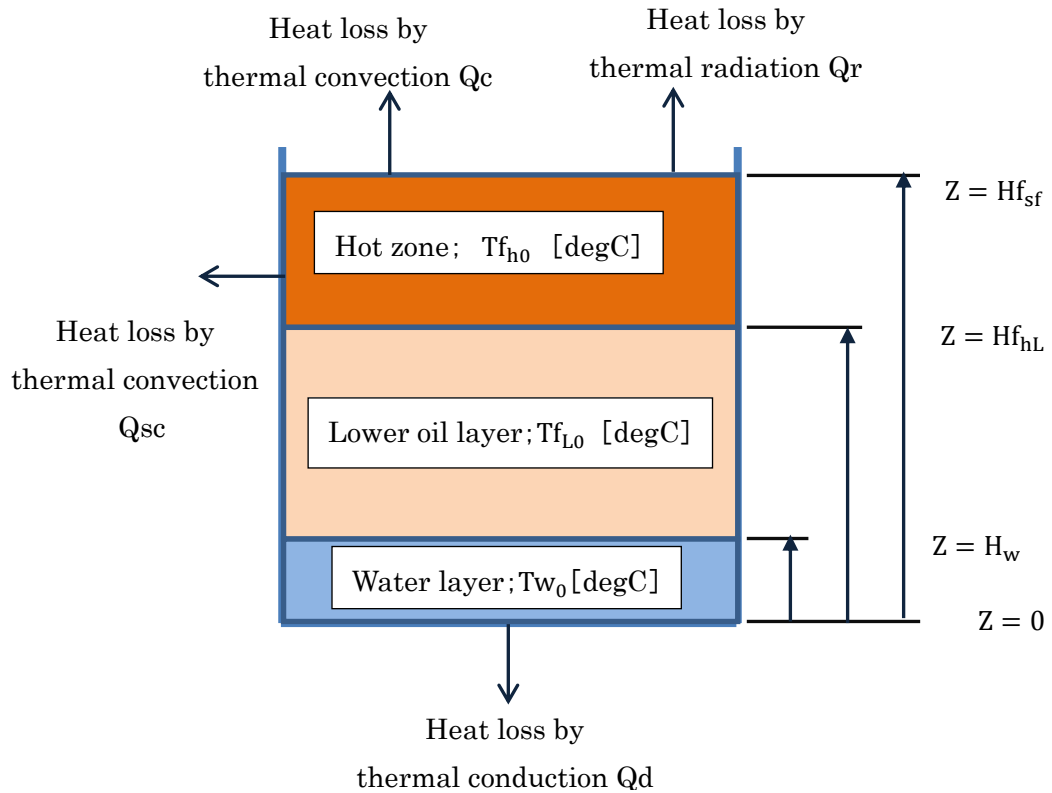 Heat loss by
thermal convection Qc
Heat loss by
thermal radiation Qr
Z = Hf_sf
Hot zone; Tf_h0 [degC]
Heat loss by
thermal convection
Qsc
Z = Hf_hL
Lower oil layer;Tf_L0 [degC]
Z = H_w
Water layer;Tw_0[degC]
Z = 0
Heat loss by
thermal conduction Qd